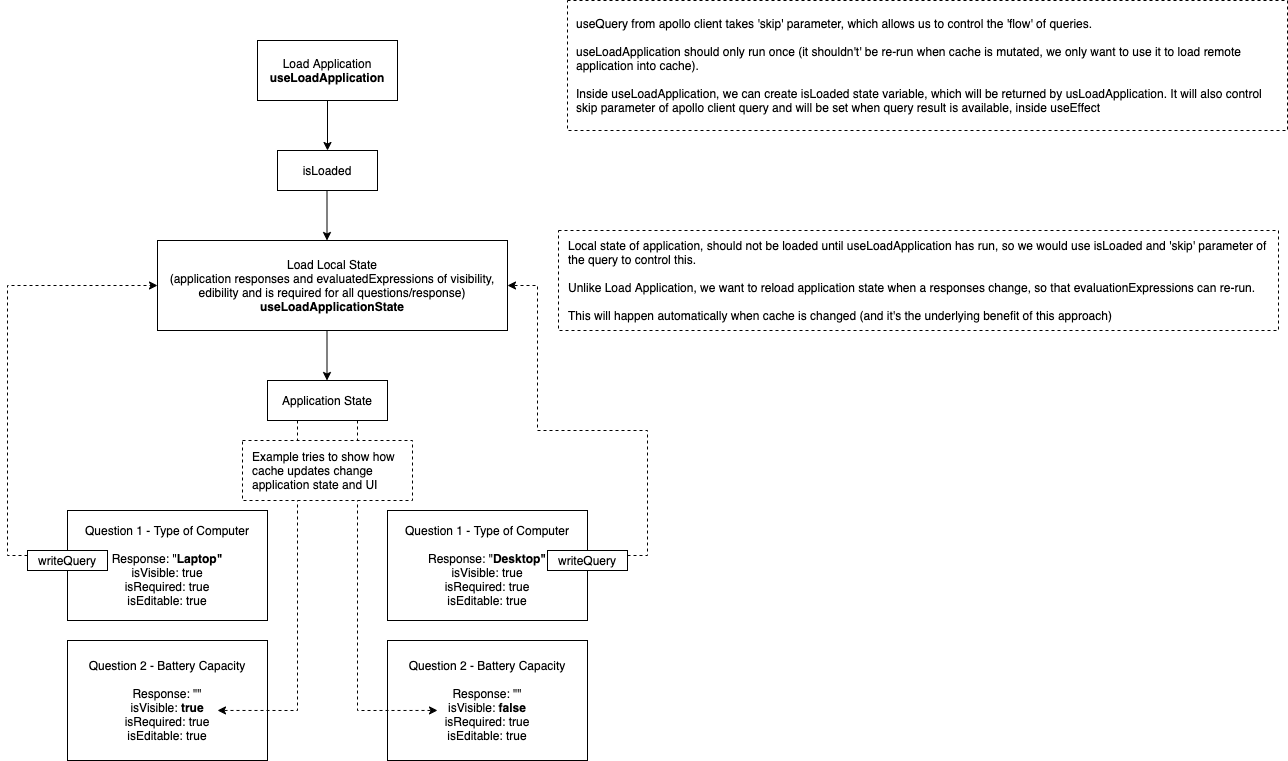 useQuery from apollo client takes 'skip' parameter, which allows us to control the 'flow' of queries.
useLoadApplication should only run once (it shouldn't' be re-run when cache is mutated, we only want to use it to load remote
application into cache).
Inside useLoadApplication, we can create isLoaded state variable, which will be returned by usLoadApplication. It will also control
skip parameter of apollo client query and will be set when query result is available, inside useEffect
Load Application
useLoadApplication
isLoaded
Load Local State
(application responses and evaluatedExpressions of visibility,
edibility and is required for all questions/response)
useLoadApplicationState
Local state of application, should not be loaded until useLoadApplication has run, so we would use isLoaded and 'skip' parameter of
the query to control this.
Unlike Load Application, we want to reload application state when a responses change, so that evaluationExpressions can re-run.
This will happen automatically when cache is changed (and it's the underlying benefit of this approach)
Application State
Example tries to show how
cache updates change
application state and UI
Question 1 - Type of Computer
writeQuery
Response: "Laptop"
isVisible: true
isRequired: true
isEditable: true
Question 1 - Type of Computer
Response: "Desktop"
writeQuery
isVisible: true
isRequired: true
isEditable: true
Question 2 - Battery Capacity
Response: ""
isVisible: true
isRequired: true
isEditable: true
Question 2 - Battery Capacity
Response: ""
isVisible: false
isRequired: true
isEditable: true